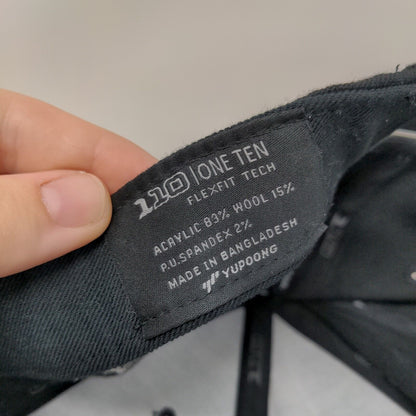 110 | ONE TEN
FLEXFIT TECH
ACRYLIC 83% WOOL 15%
P.U.SPANDEX 2%
MADE IN BANGLADESH
YUPOONG